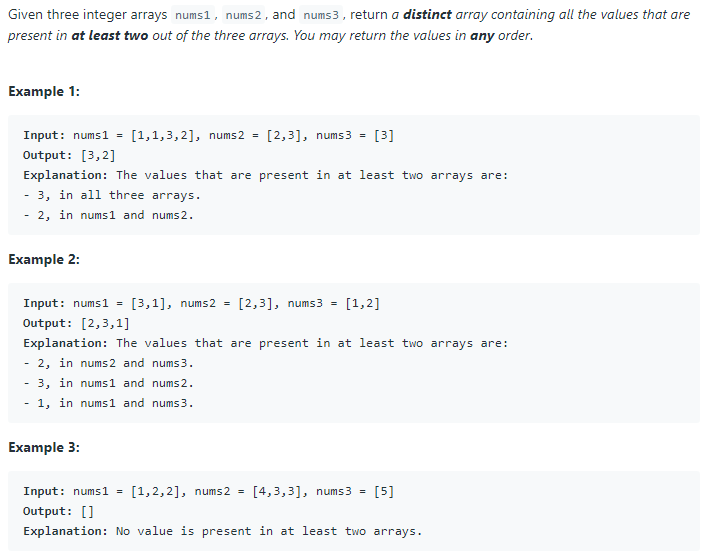 Given three integer arrays nums1, nums2, and nums3, return a distinct array containing all the values that are
present in at least two out of the three arrays. You may return the values in any order.
Example 1:
Input: nums1 = [1,1,3,2], nums2 = [2,3], nums3 = [3]
Output: [3,2]
Explanation: The values that are present in at least two arrays are:
- 3, in all three arrays.
- 2, in nums1 and nums2.
Example 2:
Input: nums1 = [3,1], nums2 = [2,3], nums3 = [1,2]
Output: [2,3,1]
Explanation: The values that are present in at least two arrays are:
- 2, in nums2 and nums3.
- 3, in nums1 and nums2.
- 1, in nums1 and nums3.
Example 3:
Input: nums1 = [1,2,2], nums2 = [4,3,3], nums3 = [5]
Output: []
Explanation: No value is present in at least two arrays.